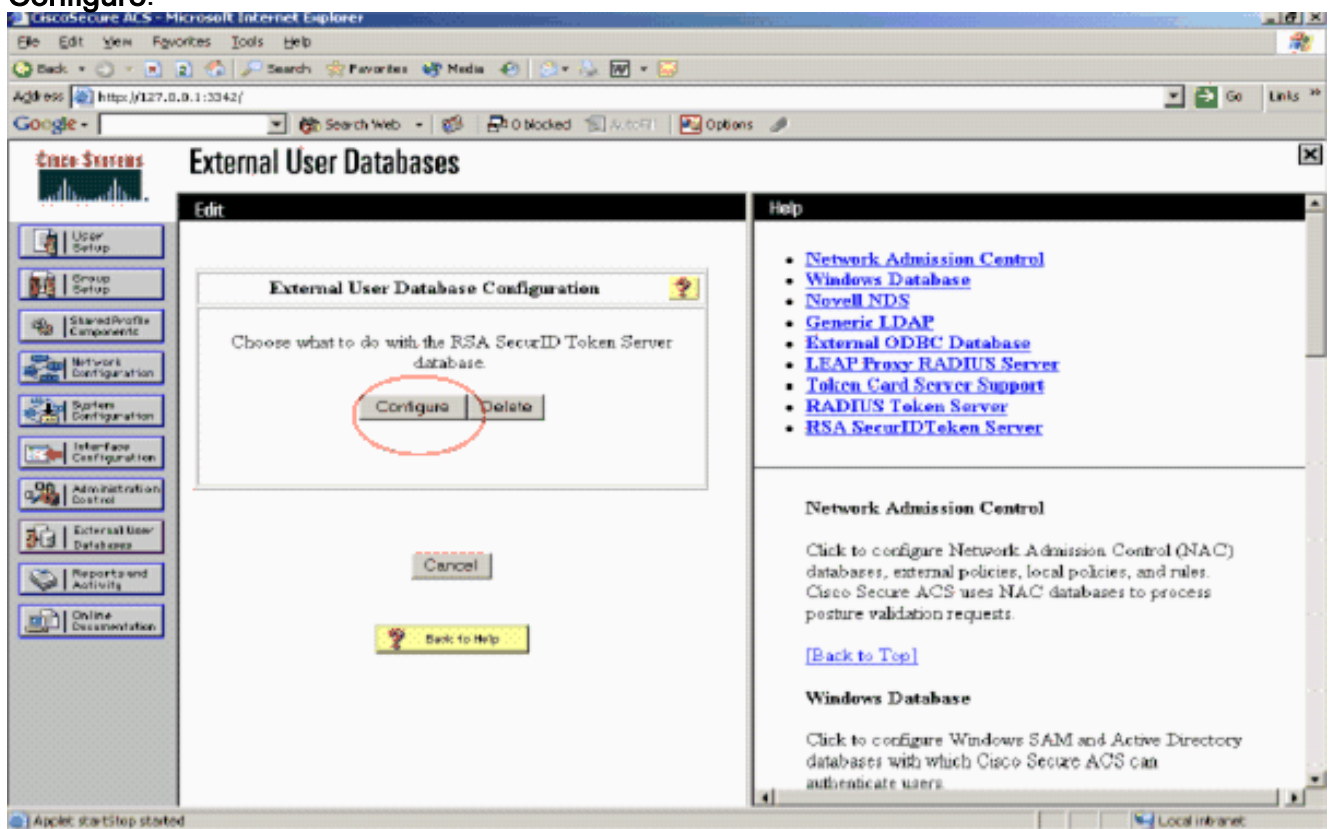 Configure.
CiscoSecure ACS - Microsoft Internet Explorer
File Edit View Favorites Tools Help
Back Search Favorites Media
Address http://127.0.0.1:3342/ Go Links »
Google - Search Web 0 blocked AutoFill Options
Cisco Systems
External User Databases
Edit
User Setup
Group Setup
Shared Profile Components
Network Configuration
System Configuration
Interface Configuration
Administration Control
External User Databases
Reports and Activity
Online Documentation
External User Database Configuration
Choose what to do with the RSA SecurID Token Server
database.
Configure Delete
Cancel
Back to Help
Help
• Network Admission Control
• Windows Database
• Novell NDS
• Generic LDAP
• External ODBC Database
• LEAP Proxy RADIUS Server
• Token Card Server Support
• RADIUS Token Server
• RSA SecurIDToken Server
Network Admission Control
Click to configure Network Admission Control (NAC)
databases, external policies, local policies, and rules.
Cisco Secure ACS uses NAC databases to process
posture validation requests.
[Back to Top]
Windows Database
Click to configure Windows SAM and Active Directory
databases with which Cisco Secure ACS can
authenticate users.
Applet startStop started
Local intranet